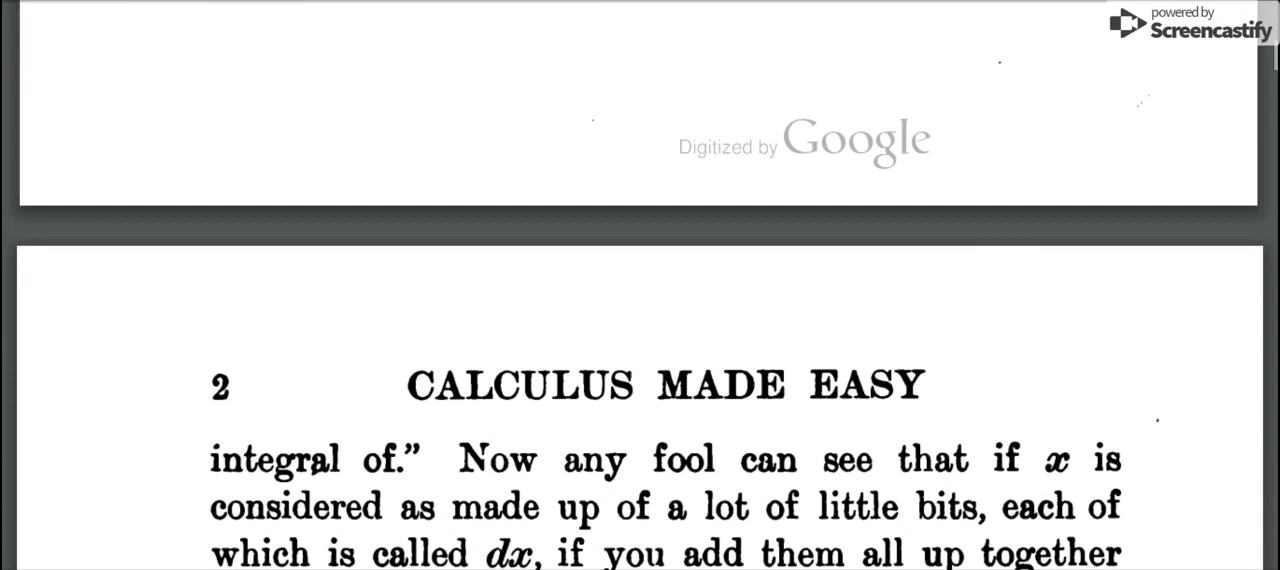 powered by
Screencastify
Digitized by Google
2 CALCULUS MADE EASY
integral of.” Now any fool can see that if x is
considered as made up of a lot of little bits, each of
which is called dx, if you add them all up together